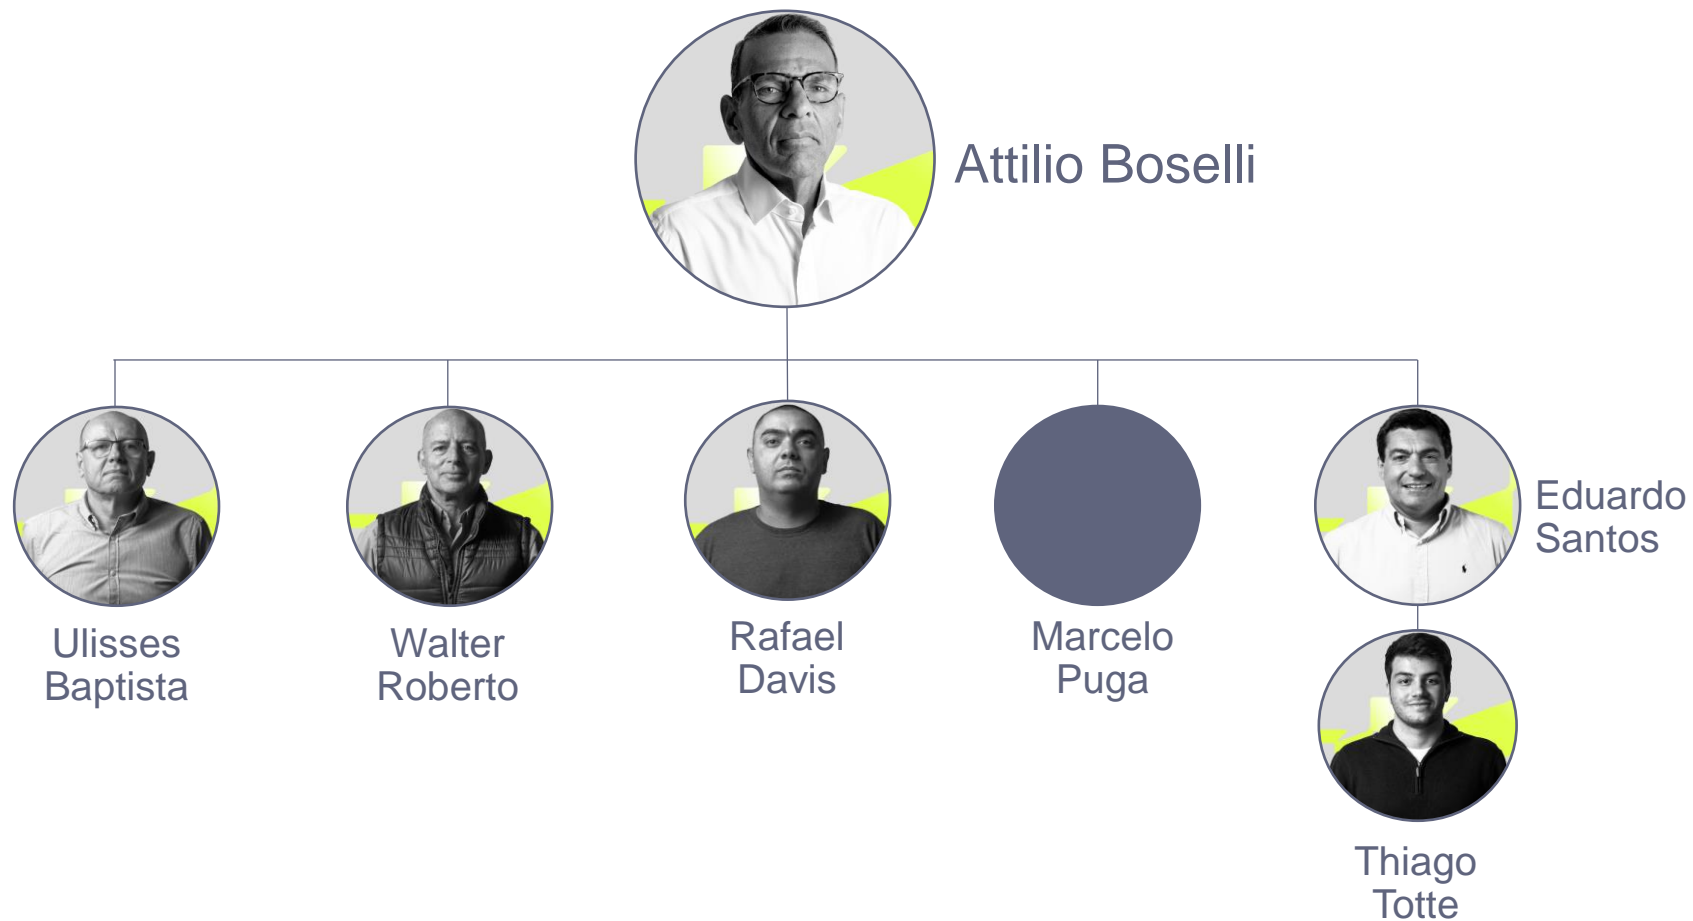 Attilio Boselli
Ulisses
Baptista
Walter
Roberto
Rafael
Davis
Marcelo
Puga
Eduardo
Santos
Thiago
Totte